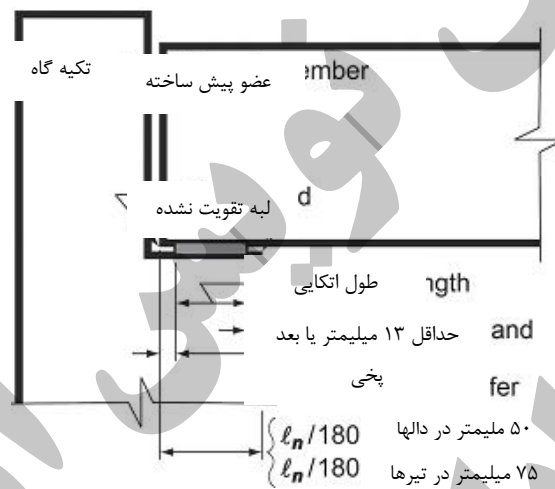 تکیه گاه
عضو پیش ساخته
ember
لبه تقویت نشده
d
طول اتکایی
ngth
حداقل ۱۳ میلیمتر یا بعد
and
پخی
fer
ℓn/180 ۵۰ ملیمتر در دالها
ℓn/180 ۷۵ میلیمتر در تیرها